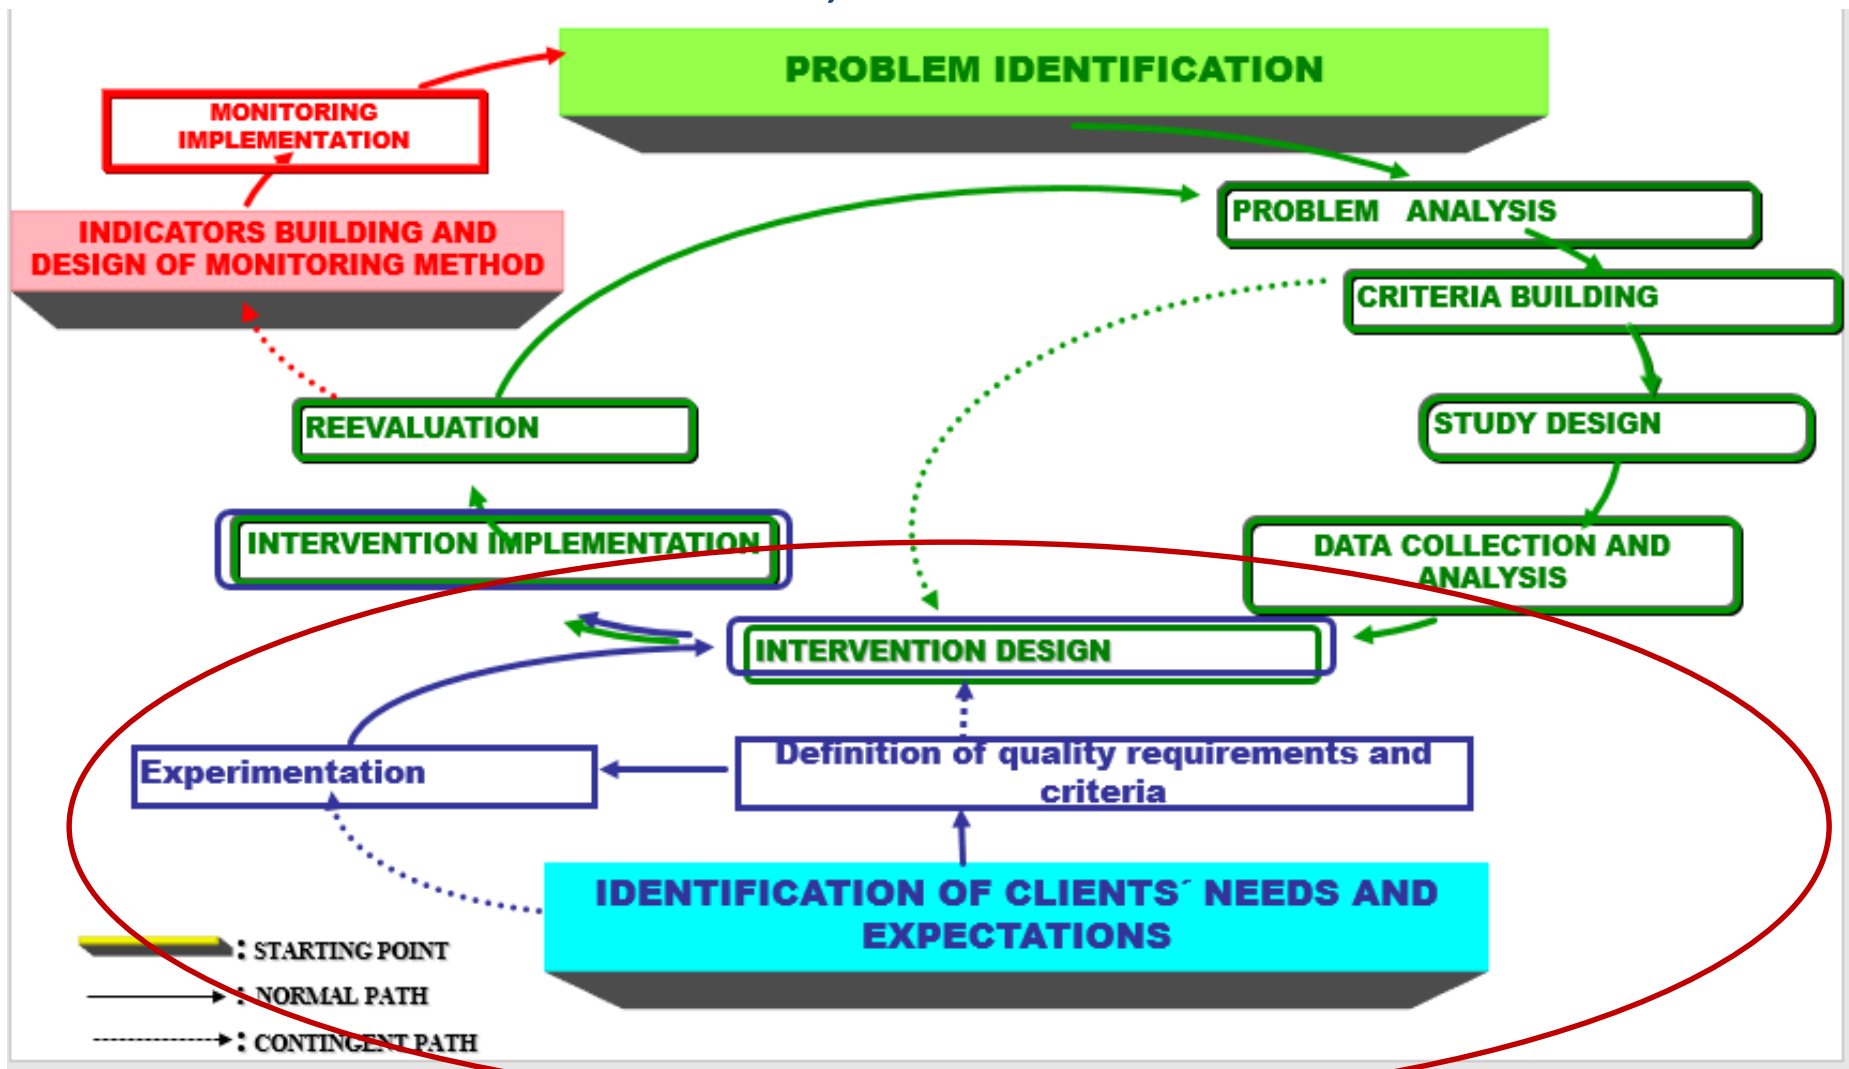 PROBLEM IDENTIFICATION
MONITORING
IMPLEMENTATION
PROBLEM ANALYSIS
INDICATORS BUILDING AND
DESIGN OF MONITORING METHOD
CRITERIA BUILDING
REEVALUATION
STUDY DESIGN
INTERVENTION IMPLEMENTATION
DATA COLLECTION AND
ANALYSIS
INTERVENTION DESIGN
Experimentation
Definition of quality requirements and
criteria
IDENTIFICATION OF CLIENTS´ NEEDS AND
EXPECTATIONS
: STARTING POINT
: NORMAL PATH
: CONTINGENT PATH